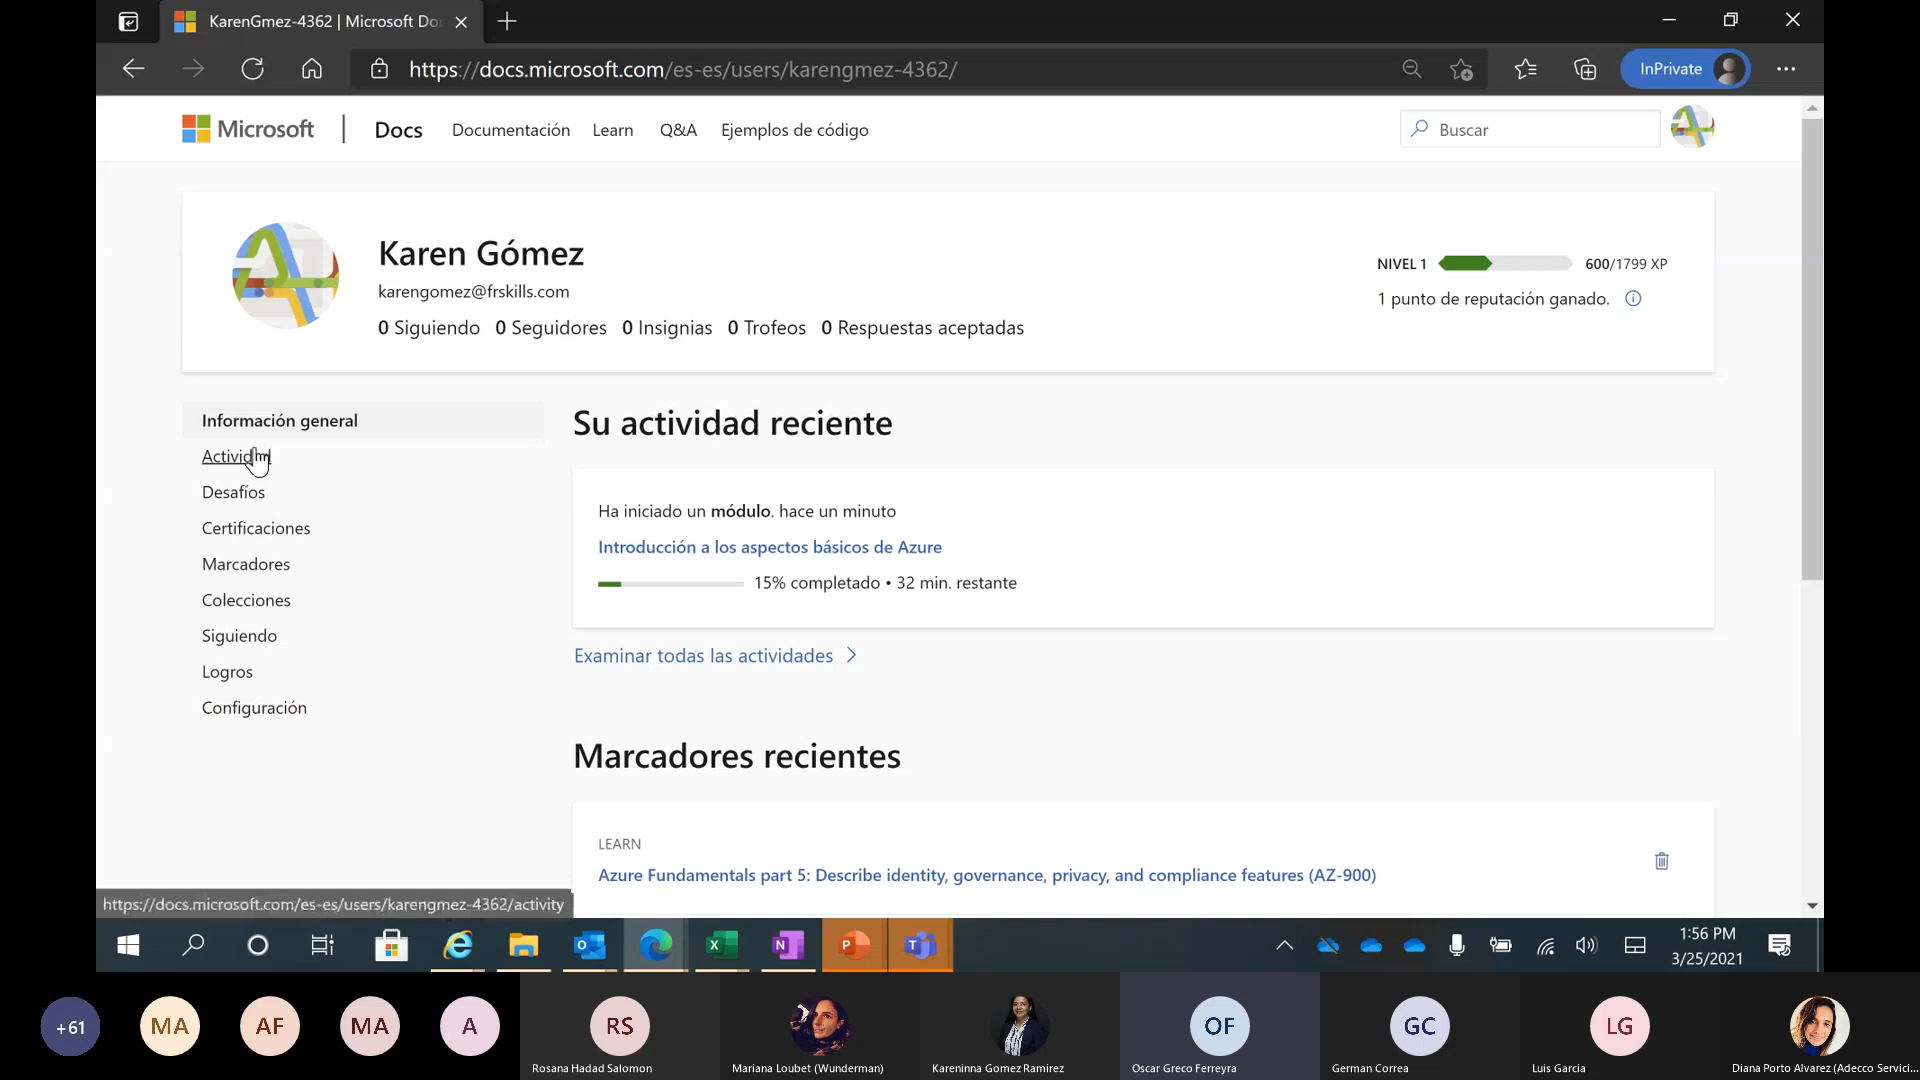 KarenGmez-4362 | Microsoft Do
https://docs.microsoft.com/es-es/users/karengmez-4362/
InPrivate
Microsoft | Docs Documentación Learn Q&A Ejemplos de código
Buscar
Karen Gómez
karengomez@frskills.com
0 Siguiendo 0 Seguidores 0 Insignias 0 Trofeos 0 Respuestas aceptadas
NIVEL 1 600/1799 XP
1 punto de reputación ganado.
Información general
Actividad
Desafíos
Certificaciones
Marcadores
Colecciones
Siguiendo
Logros
Configuración
Su actividad reciente
Ha iniciado un módulo. hace un minuto
Introducción a los aspectos básicos de Azure
15% completado • 32 min. restante
Examinar todas las actividades
Marcadores recientes
LEARN
Azure Fundamentals part 5: Describe identity, governance, privacy, and compliance features (AZ-900)
https://docs.microsoft.com/es-es/users/karengmez-4362/activity
1:56 PM
3/25/2021
+61 MA AF MA A RS OF GC LG
Rosana Hadad Salomon Mariana Loubet (Wunderman) Kareninna Gomez Ramirez Oscar Greco Ferreyra German Correa Luis Garcia Diana Porto Alvarez (Adecco Servici...